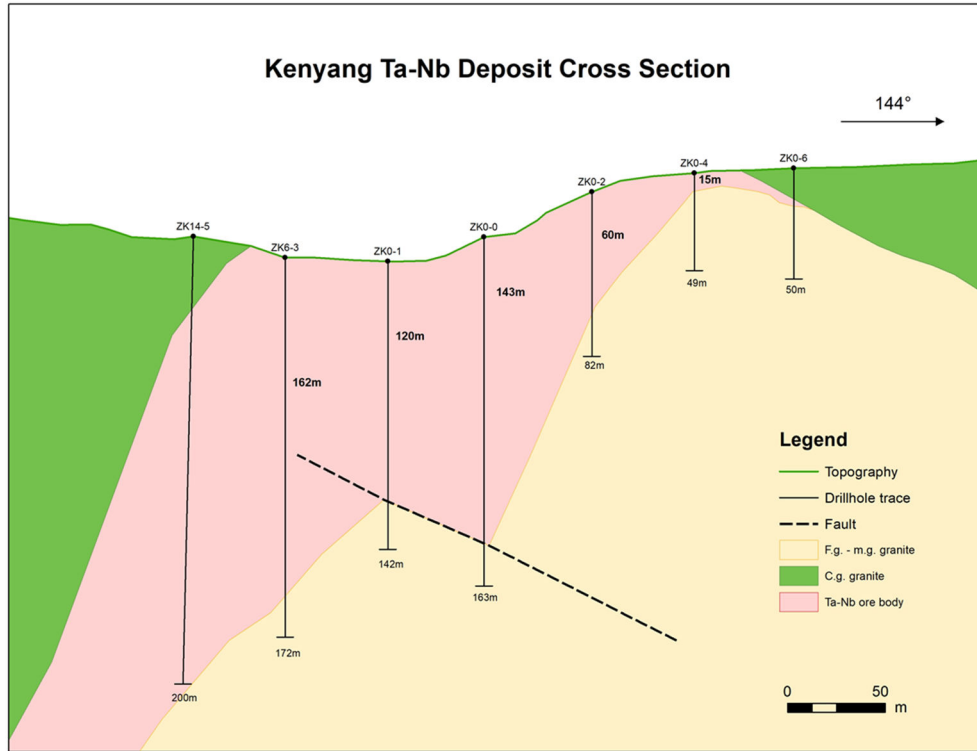 Kenyang Ta-Nb Deposit Cross Section
144°
ZK14-5
ZK6-3
ZK0-1
ZK0-0
ZK0-2
ZK0-4
ZK0-6
15m
60m
143m
120m
162m
49m
50m
82m
142m
163m
172m
200m
Legend
Topography
Drillhole trace
Fault
F.g. - m.g. granite
C.g. granite
Ta-Nb ore body
0 50
m